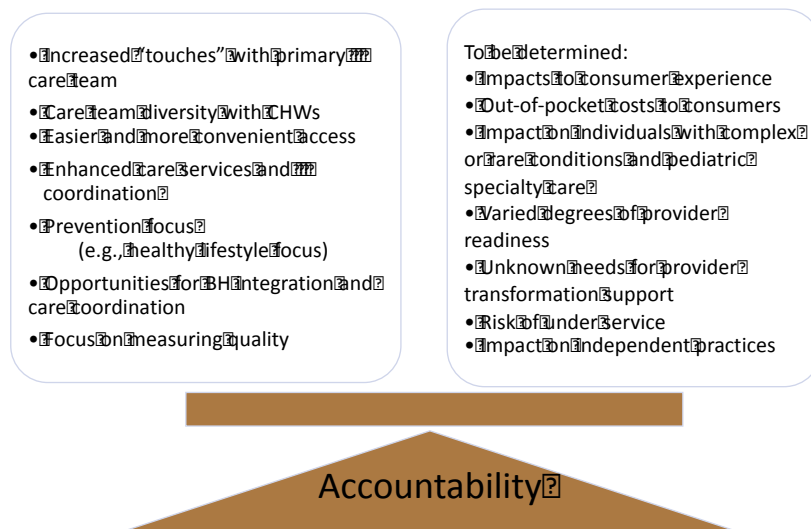 • Increased "touches" with primary
care team
• Care team diversity with CHWs
• Easier and more convenient access
• Enhanced care services and
coordination
• Prevention focus
(e.g., healthy lifestyle focus)
• Opportunities for BH integration and
care coordination
• Focus on measuring quality
To be determined:
• Impacts to consumer experience
• Out-of-pocket costs to consumers
• Impact on individuals with complex
or rare conditions and pediatric
specialty care
• Varied degrees of provider
readiness
• Unknown needs for provider
transformation support
• Risk of under service
• Impact on independent practices
Accountability